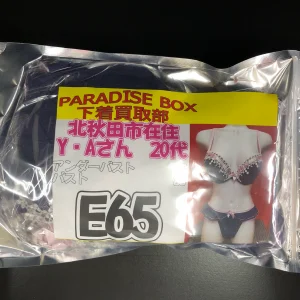 PARADISE BOX
下着買取部
北秋田市在住
Y・Aさん 20代
アンダーバスト
バスト
E65